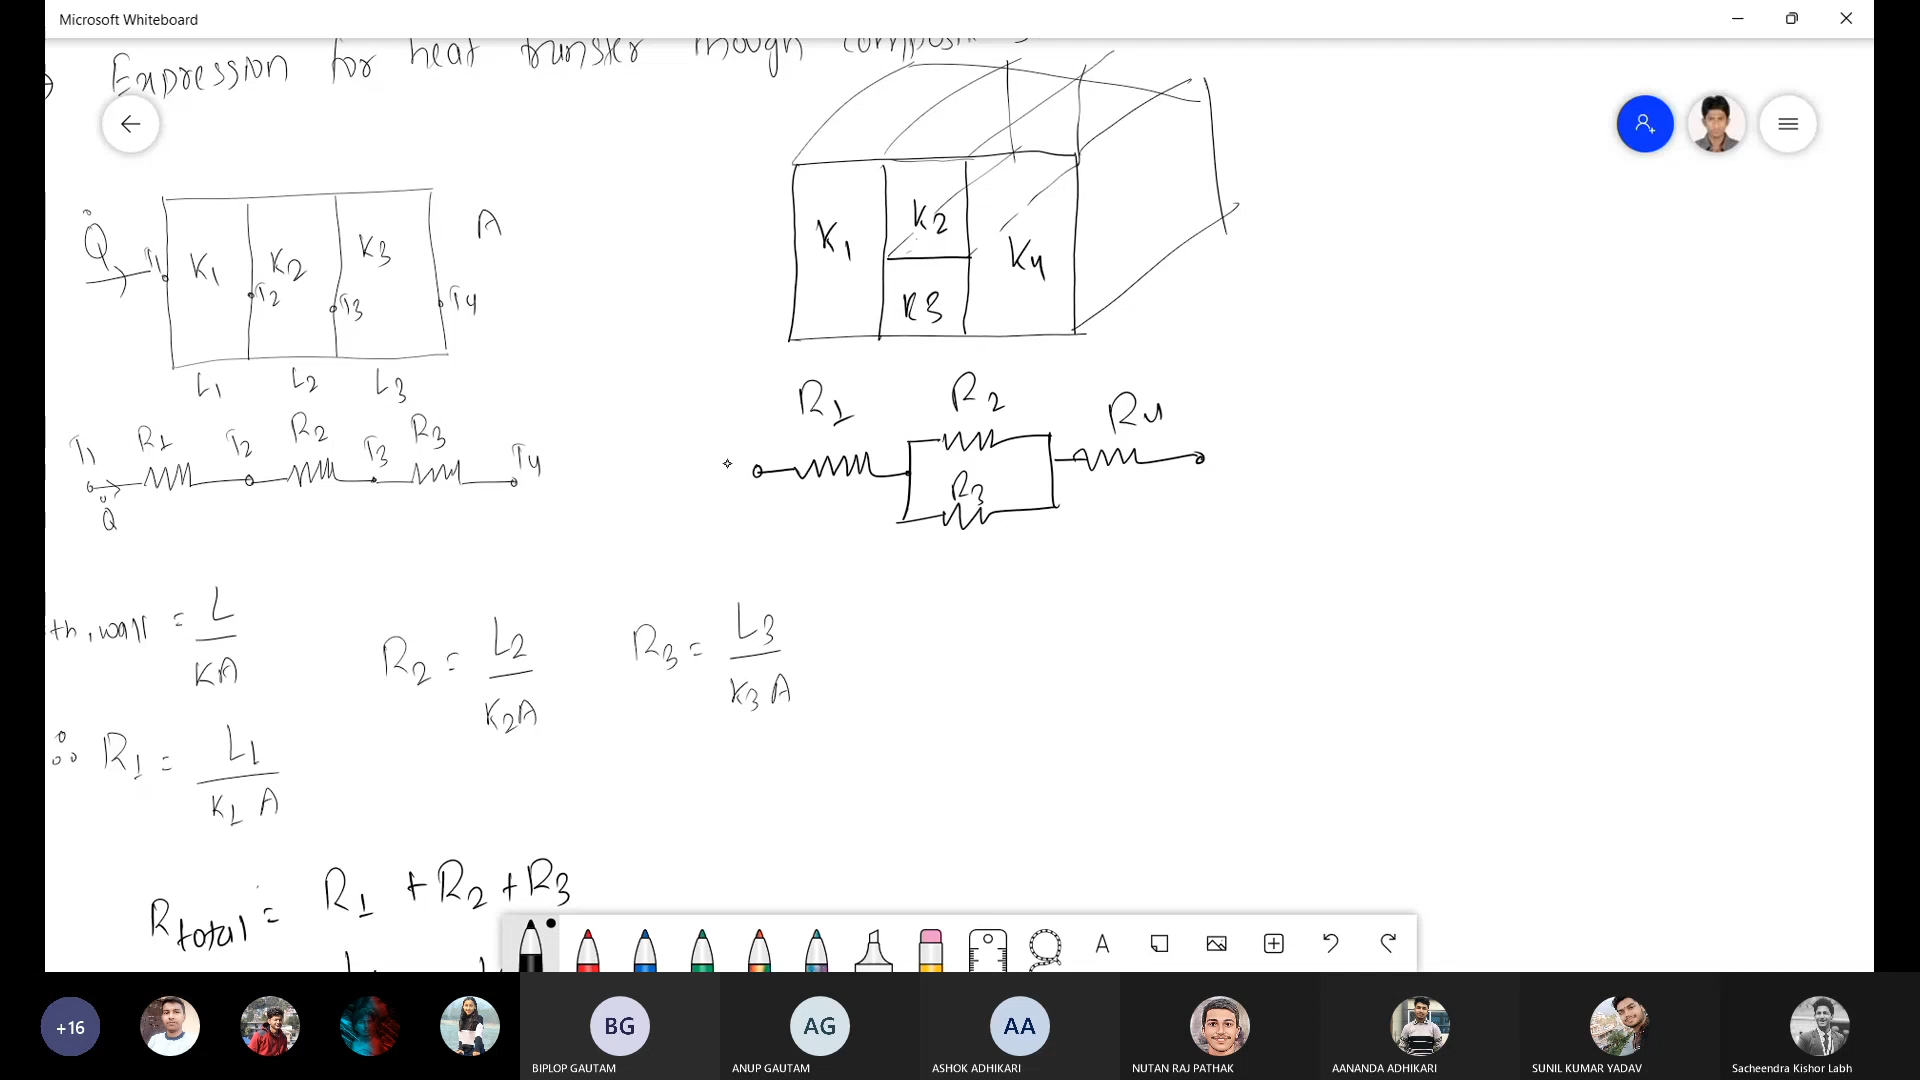 Microsoft Whiteboard
Expression for heat transfer though
Q̇ T1 K1 K2 K3 A
T2 T3 T4
L1 L2 L3
T1 R1 T2 R2 T3 R3 T4
Q̇
K1 K2 K4
K3
R1 R2 R4
R3
th, wall = L/KA
R2 = L2/K2A
R3 = L3/K3A
∴ R1 = L1/K1 A
Rtotal = R1 + R2 + R3
A
+16
BG
AG
AA
BIPLOP GAUTAM
ANUP GAUTAM
ASHOK ADHIKARI
NUTAN RAJ PATHAK
AANANDA ADHIKARI
SUNIL KUMAR YADAV
Sacheendra Kishor Labh